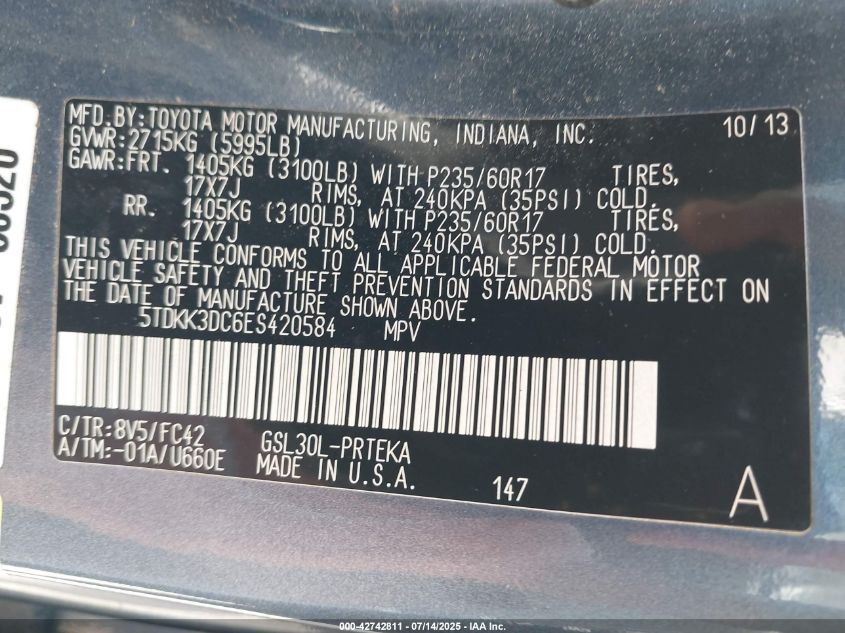 MFD.BY:TOYOTA MOTOR MANUFACTURING, INDIANA, INC. 10/13
GVWR:2715KG (5995LB)
GAWR:FRT. 1405KG (3100LB) WITH P235/60R17 TIRES,
17X7J RIMS, AT 240KPA (35PSI) COLD.
RR. 1405KG (3100LB) WITH P235/60R17 TIRES,
17X7J RIMS, AT 240KPA (35PSI) COLD.
THIS VEHICLE CONFORMS TO ALL APPLICABLE FEDERAL MOTOR
VEHICLE SAFETY AND THEFT PREVENTION STANDARDS IN EFFECT ON
THE DATE OF MANUFACTURE SHOWN ABOVE.
5TDKK3DC6ES420584 MPV
C/TR:8V5/FC42 GSL30L-PRTEKA
A/TM:-01A/U660E MADE IN U.S.A. 147 A
000-42742811 - 07/14/2025 - IAA Inc.